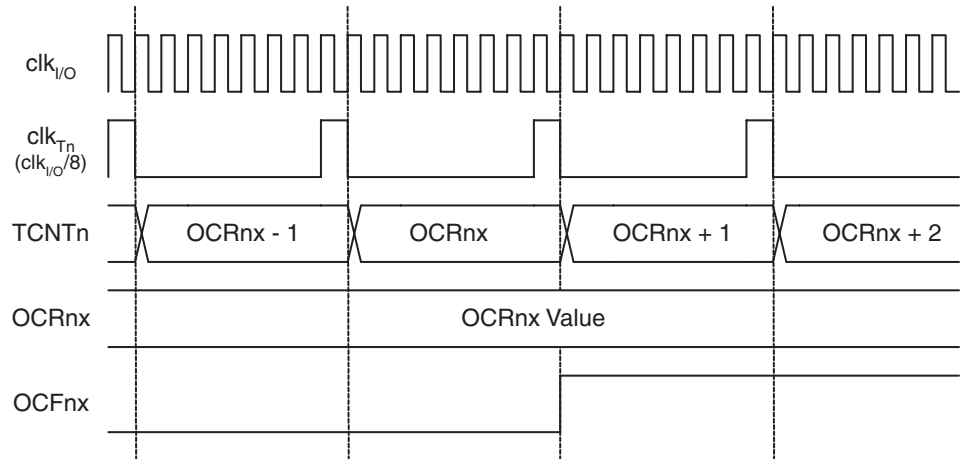 clkI/O
clkTn
(clkI/O/8)
TCNTn
OCRnx - 1
OCRnx
OCRnx + 1
OCRnx + 2
OCRnx
OCRnx Value
OCFnx